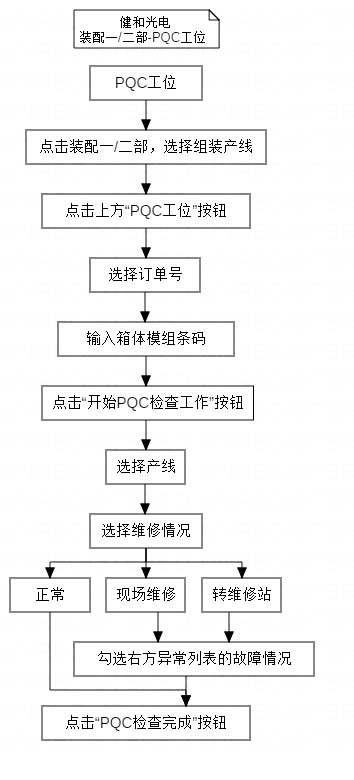 健和光电
装配一/二部-PQC工位
PQC工位
点击装配一/二部，选择组装产线
点击上方“PQC工位”按钮
选择订单号
输入箱体模组条码
点击“开始PQC检查工作”按钮
选择产线
选择维修情况
正常
现场维修
转维修站
勾选右方异常列表的故障情况
点击“PQC检查完成”按钮